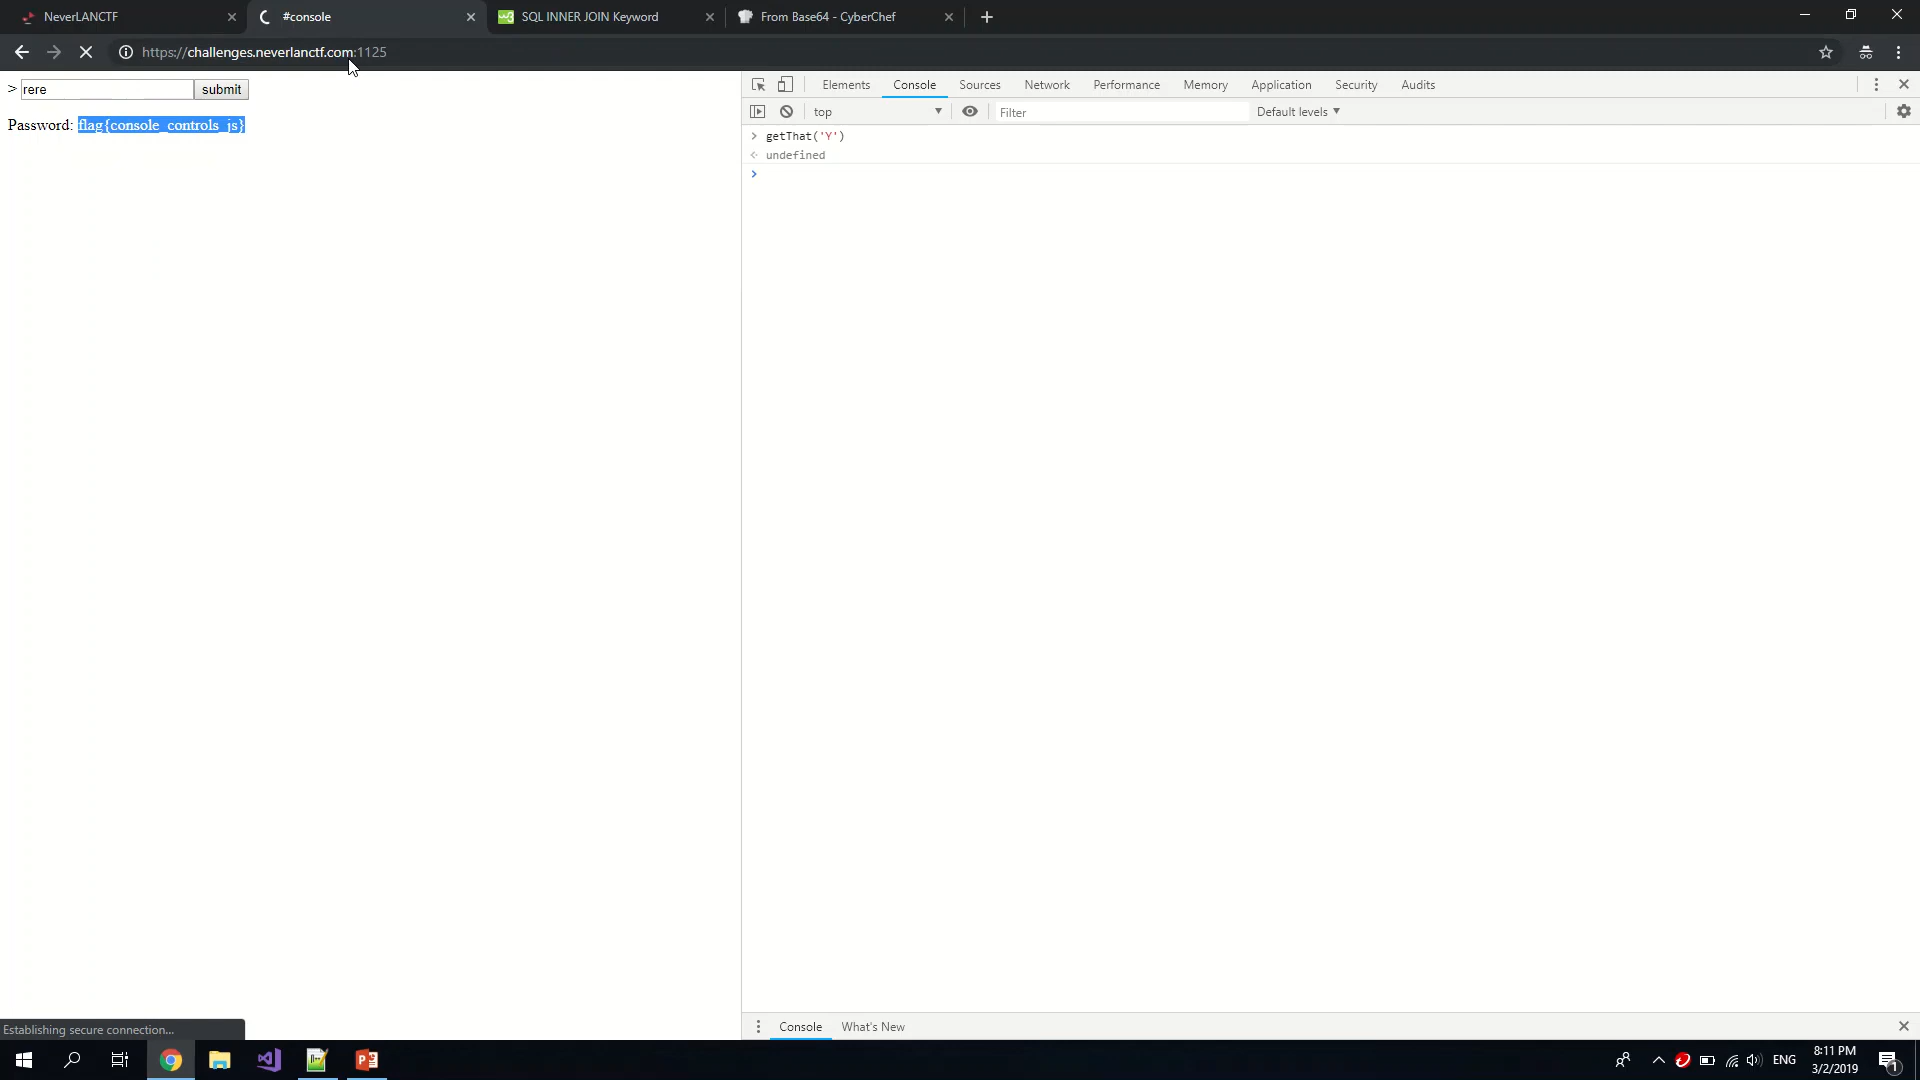 NeverLANCTF
#console
SQL INNER JOIN Keyword
From Base64 - CyberChef
https://challenges.neverlanctf.com:1125
> rere submit
Password: flag{console_controls_js}
Elements Console Sources Network Performance Memory Application Security Audits
top Filter Default levels
> getThat('Y')
undefined
>
Console What's New
Establishing secure connection...
ENG
8:11 PM
3/2/2019
1